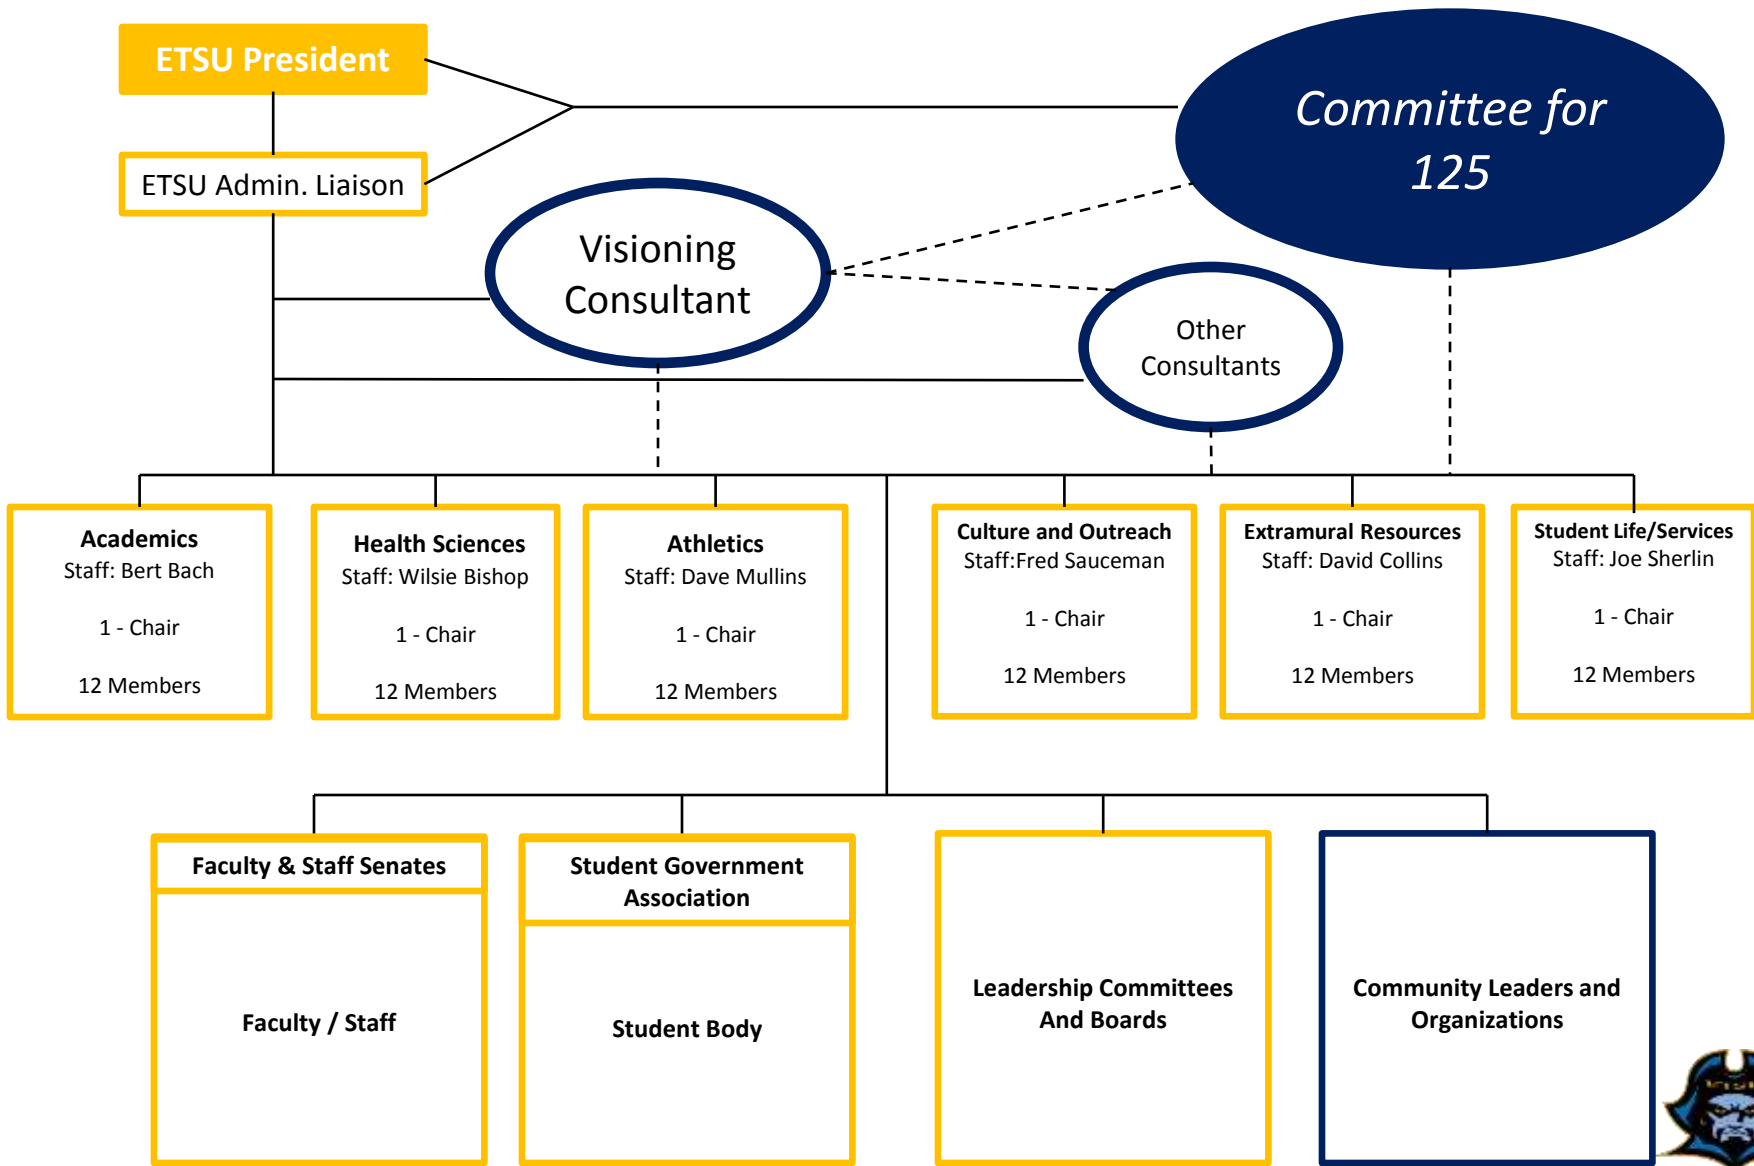 ETSU President
Committee for
125
ETSU Admin. Liaison
Visioning
Consultant
Other
Consultants
Academics
Staff: Bert Bach
1 - Chair
12 Members
Health Sciences
Staff: Wilsie Bishop
1 - Chair
12 Members
Athletics
Staff: Dave Mullins
1 - Chair
12 Members
Culture and Outreach
Staff:Fred Sauceman
1 - Chair
12 Members
Extramural Resources
Staff: David Collins
1 - Chair
12 Members
Student Life/Services
Staff: Joe Sherlin
1 - Chair
12 Members
Faculty & Staff Senates
Faculty / Staff
Student Government
Association
Student Body
Leadership Committees
And Boards
Community Leaders and
Organizations